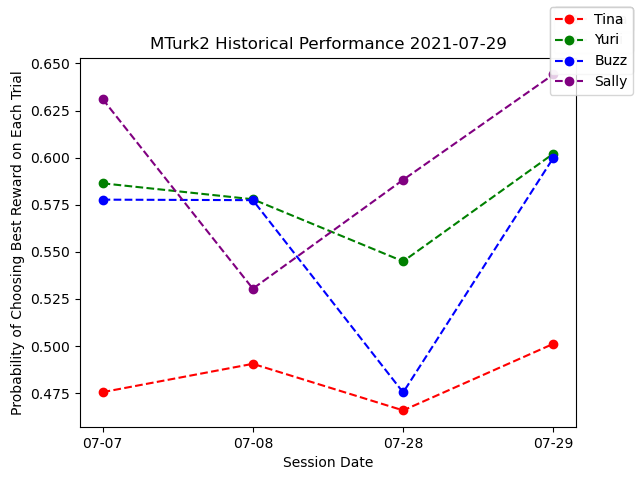 MTurk2 Historical Performance 2021-07-29
Tina
Yuri
Buzz
Sally
Probability of Choosing Best Reward on Each Trial
0.650
0.625
0.600
0.575
0.550
0.525
0.500
0.475
07-07
07-08
07-28
07-29
Session Date